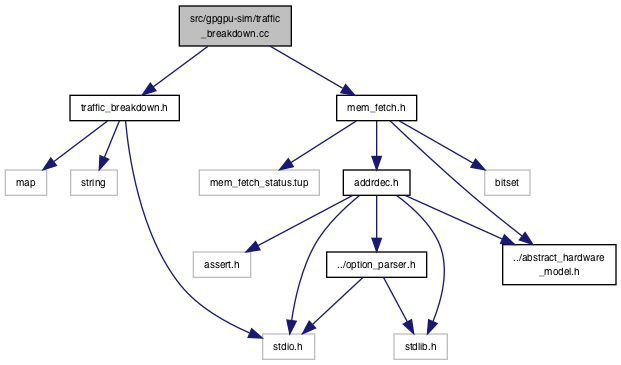 src/gpgpu-sim/traffic
_breakdown.cc
traffic_breakdown.h
mem_fetch.h
map
string
mem_fetch_status.tup
addrdec.h
bitset
assert.h
../option_parser.h
../abstract_hardware
_model.h
stdio.h
stdlib.h